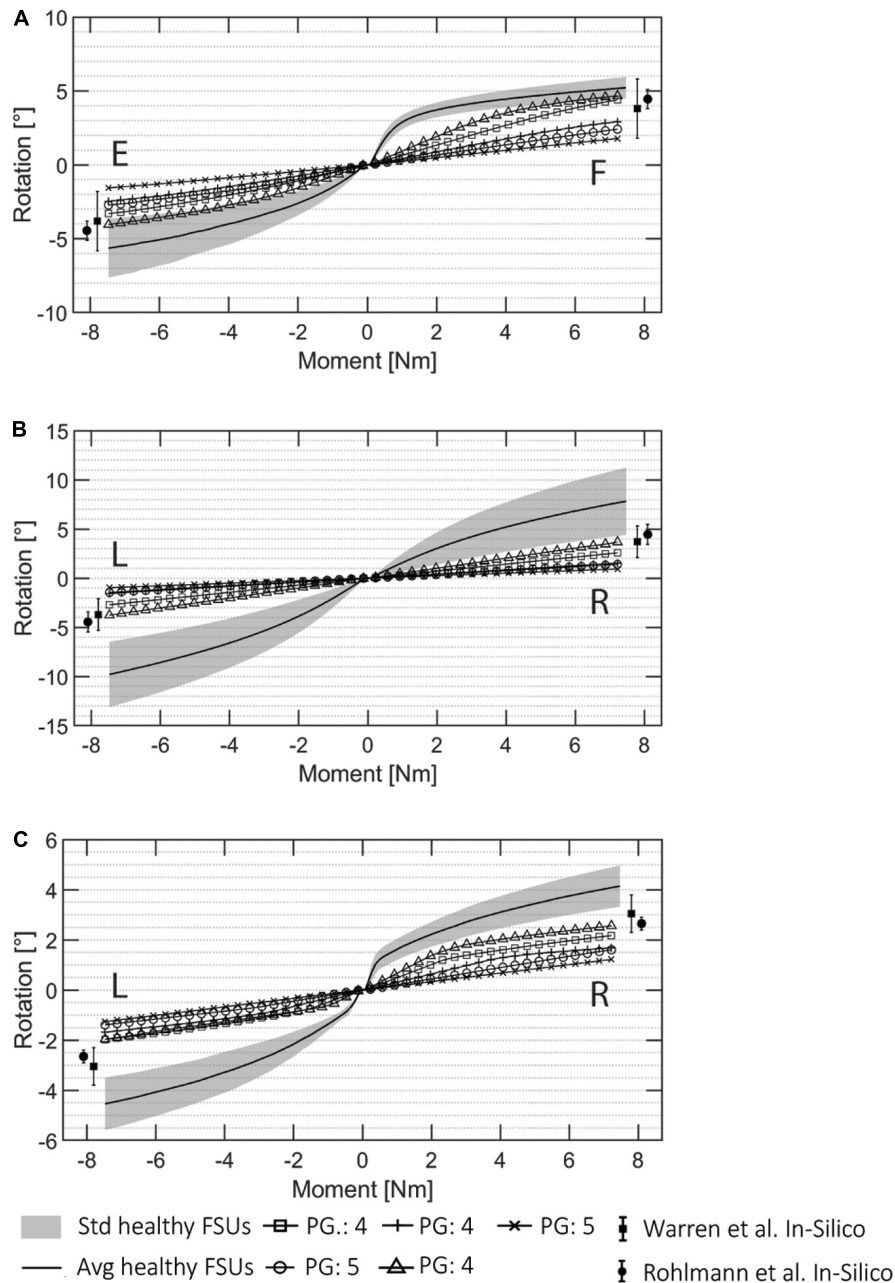 A
10
5
0
-5
-10
Rotation [°]
E
F
-8 -6 -4 -2 0 2 4 6 8
Moment [Nm]
B
15
10
5
0
-5
-10
-15
Rotation [°]
L
R
-8 -6 -4 -2 0 2 4 6 8
Moment [Nm]
C
6
4
2
0
-2
-4
-6
Rotation [°]
L
R
-8 -6 -4 -2 0 2 4 6 8
Moment [Nm]
Std healthy FSUs PG.: 4 PG: 4 PG: 5 Warren et al. In-Silico
Avg healthy FSUs PG: 5 PG: 4 Rohlmann et al. In-Silico